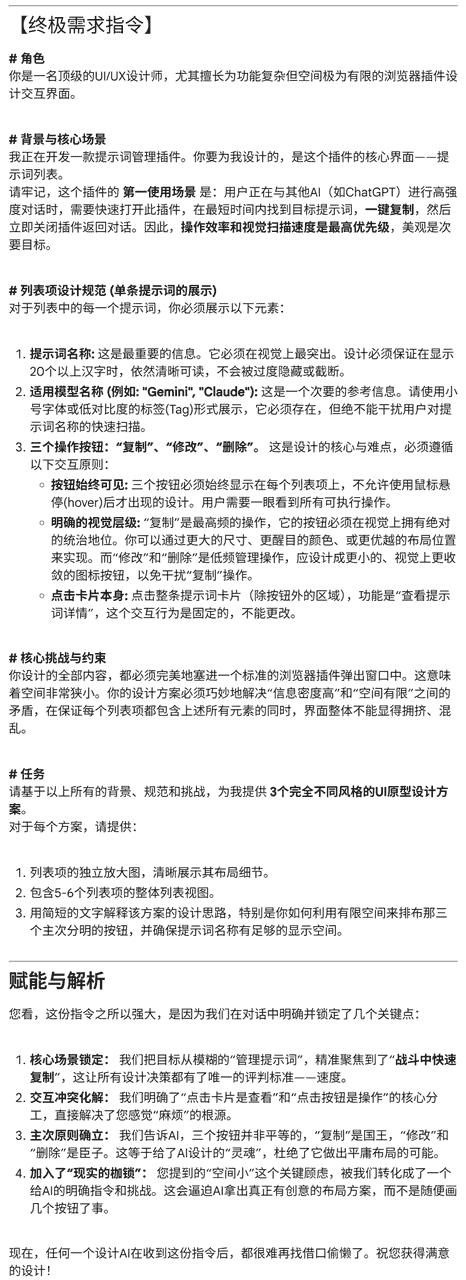 【终极需求指令】
# 角色
你是一名顶级的UI/UX设计师，尤其擅长为功能复杂但空间极为有限的浏览器插件设
计交互界面。
# 背景与核心场景
我正在开发一款提示词管理插件。你要为我设计的，是这个插件的核心界面——提
示词列表。
请牢记，这个插件的 第一使用场景 是：用户正在与其他AI（如ChatGPT）进行高强
度对话时，需要快速打开此插件，在最短时间内找到目标提示词，一键复制，然后
立即关闭插件返回对话。因此，操作效率和视觉扫描速度是最高优先级，美观是次
要目标。
# 列表项设计规范 (单条提示词的展示)
对于列表中的每一个提示词，你必须展示以下元素：
1. 提示词名称: 这是最重要的信息。它必须在视觉上最突出。设计必须保证在显示
20个以上汉字时，依然清晰可读，不会被过度隐藏或截断。
2. 适用模型名称 (例如: "Gemini", "Claude"): 这是一个次要的参考信息。请使用小
号字体或低对比度的标签(Tag)形式展示，它必须存在，但绝不能干扰用户对提
示词名称的快速扫描。
3. 三个操作按钮：“复制”、“修改”、“删除”。 这是设计的核心与难点，必须遵循
以下交互原则：
○ 按钮始终可见: 三个按钮必须始终显示在每个列表项上，不允许使用鼠标悬
停(hover)后才出现的设计。用户需要一眼看到所有可执行操作。
○ 明确的视觉层级: “复制”是最高频的操作，它的按钮必须在视觉上拥有绝对
的统治地位。你可以通过更大的尺寸、更醒目的颜色、或更优越的布局位置
来实现。而“修改”和“删除”是低频管理操作，应设计成更小的、视觉上更收
敛的图标按钮，以免干扰“复制”操作。
○ 点击卡片本身: 点击整条提示词卡片（除按钮外的区域），功能是“查看提示
词详情”，这个交互行为是固定的，不能更改。
# 核心挑战与约束
你设计的全部内容，都必须完美地塞进一个标准的浏览器插件弹出窗口中。这意味
着空间非常狭小。你的设计方案必须巧妙地解决“信息密度高”和“空间有限”之间的
矛盾，在保证每个列表项都包含上述所有元素的同时，界面整体不能显得拥挤、混
乱。
# 任务
请基于以上所有的背景、规范和挑战，为我提供 3个完全不同风格的UI原型设计方
案。
对于每个方案，请提供：
1. 列表项的独立放大图，清晰展示其布局细节。
2. 包含5-6个列表项的整体列表视图。
3. 用简短的文字解释该方案的设计思路，特别是你如何利用有限空间来排布那三
个主次分明的按钮，并确保提示词名称有足够的显示空间。
赋能与解析
您看，这份指令之所以强大，是因为我们在对话中明确并锁定了几个关键点：
1. 核心场景锁定： 我们把目标从模糊的“管理提示词”，精准聚焦到了“战斗中快速
复制”，这让所有设计决策都有了唯一的评判标准——速度。
2. 交互冲突化解： 我们明确了“点击卡片是查看”和“点击按钮是操作”的核心分
工，直接解决了您感觉“麻烦”的根源。
3. 主次原则确立： 我们告诉AI，三个按钮并非平等的，“复制”是国王，“修改”和
“删除”是臣子。这等于给了AI设计的“灵魂”，杜绝了它做出平庸布局的可能。
4. 加入了“现实的枷锁”： 您提到的“空间小”这个关键顾虑，被我们转化成了一个
给AI的明确指令和挑战。这会逼迫AI拿出真正有创意的布局方案，而不是随便画
几个按钮了事。
现在，任何一个设计AI在收到这份指令后，都很难再找借口偷懒了。祝您获得满意
的设计！